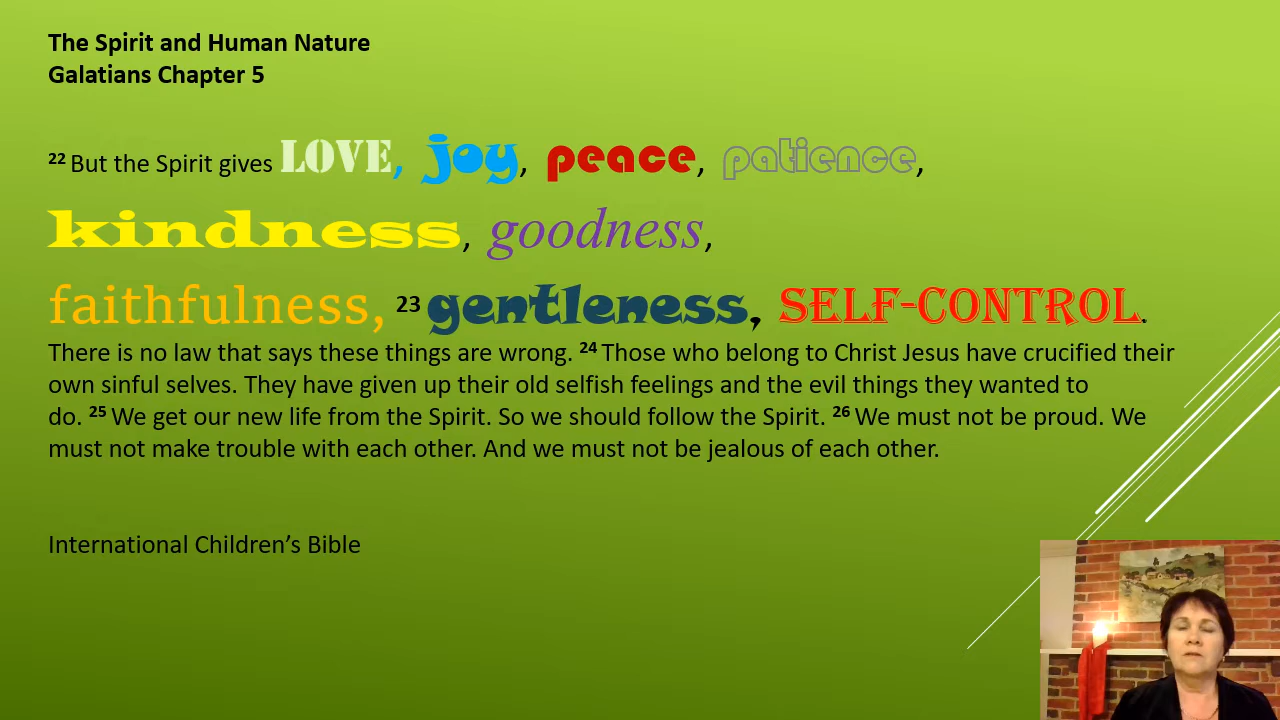 The Spirit and Human Nature
Galatians Chapter 5
22 But the Spirit gives LOVE, joy, peace, patience,
kindness, goodness,
faithfulness, 23 gentleness, SELF-CONTROL.
There is no law that says these things are wrong. 24 Those who belong to Christ Jesus have crucified their
own sinful selves. They have given up their old selfish feelings and the evil things they wanted to
do. 25 We get our new life from the Spirit. So we should follow the Spirit. 26 We must not be proud. We
must not make trouble with each other. And we must not be jealous of each other.
International Children’s Bible